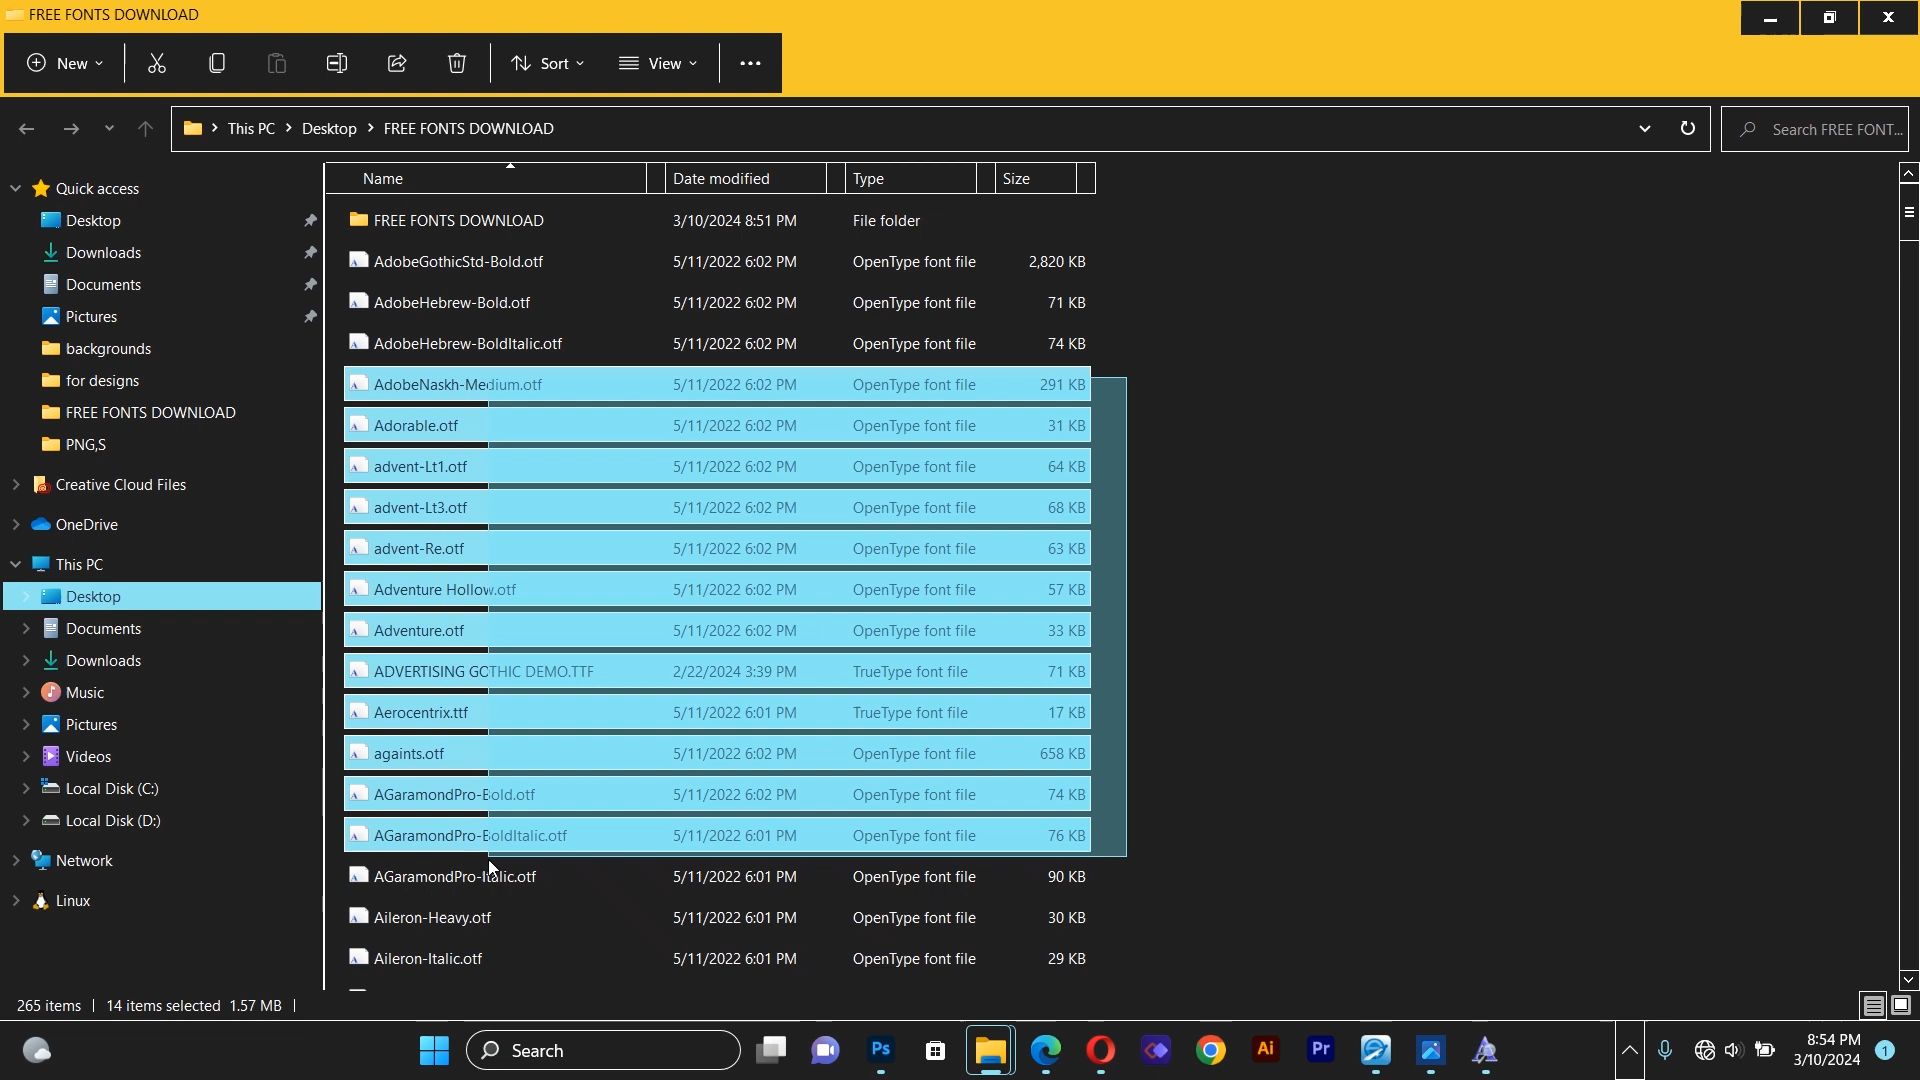 FREE FONTS DOWNLOAD
New
Sort
View
This PC > Desktop > FREE FONTS DOWNLOAD
Search FREE FONT...
Quick access
Desktop
Downloads
Documents
Pictures
backgrounds
for designs
FREE FONTS DOWNLOAD
PNG,S
Creative Cloud Files
OneDrive
This PC
Desktop
Documents
Downloads
Music
Pictures
Videos
Local Disk (C:)
Local Disk (D:)
Network
Linux
Name Date modified Type Size
FREE FONTS DOWNLOAD 3/10/2024 8:51 PM File folder
AdobeGothicStd-Bold.otf 5/11/2022 6:02 PM OpenType font file 2,820 KB
AdobeHebrew-Bold.otf 5/11/2022 6:02 PM OpenType font file 71 KB
AdobeHebrew-BoldItalic.otf 5/11/2022 6:02 PM OpenType font file 74 KB
AdobeNaskh-Medium.otf 5/11/2022 6:02 PM OpenType font file 291 KB
Adorable.otf 5/11/2022 6:02 PM OpenType font file 31 KB
advent-Lt1.otf 5/11/2022 6:02 PM OpenType font file 64 KB
advent-Lt3.otf 5/11/2022 6:02 PM OpenType font file 68 KB
advent-Re.otf 5/11/2022 6:02 PM OpenType font file 63 KB
Adventure Hollow.otf 5/11/2022 6:02 PM OpenType font file 57 KB
Adventure.otf 5/11/2022 6:02 PM OpenType font file 33 KB
ADVERTISING GOTHIC DEMO.TTF 2/22/2024 3:39 PM TrueType font file 71 KB
Aerocentrix.ttf 5/11/2022 6:01 PM TrueType font file 17 KB
againts.otf 5/11/2022 6:02 PM OpenType font file 658 KB
AGaramondPro-Bold.otf 5/11/2022 6:02 PM OpenType font file 74 KB
AGaramondPro-BoldItalic.otf 5/11/2022 6:01 PM OpenType font file 76 KB
AGaramondPro-Italic.otf 5/11/2022 6:01 PM OpenType font file 90 KB
Aileron-Heavy.otf 5/11/2022 6:01 PM OpenType font file 30 KB
Aileron-Italic.otf 5/11/2022 6:01 PM OpenType font file 29 KB
265 items 14 items selected 1.57 MB
Search
Ps
Ai
Pr
8:54 PM
3/10/2024
1